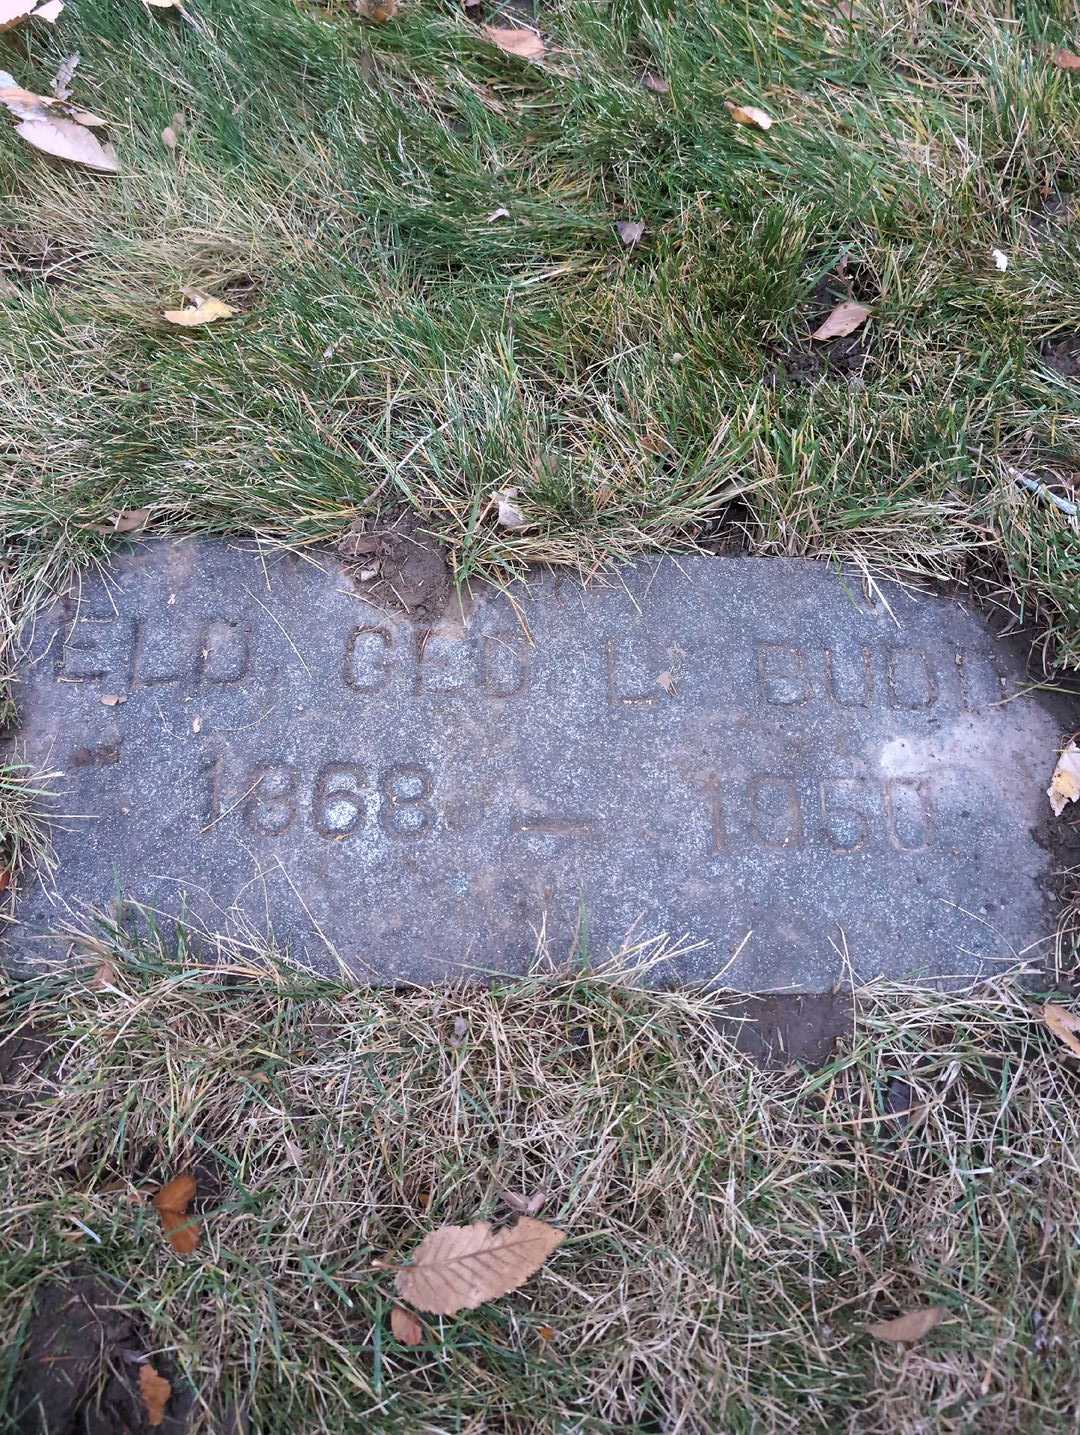 ELD. GEO. L. BUDD
1868 — 1950